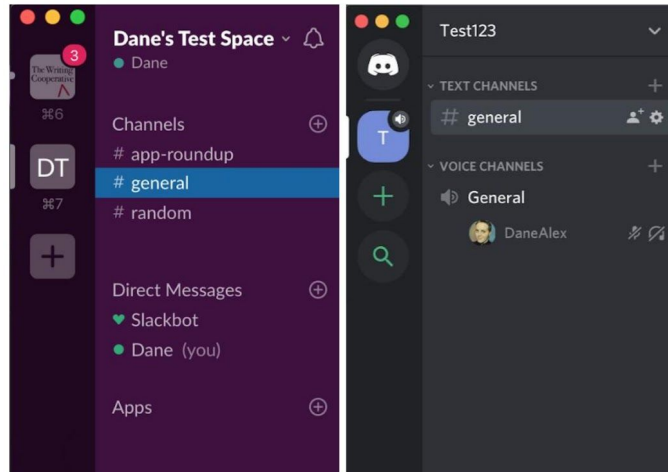 3
The Writing
Cooperative
⌘6
DT
⌘7
Dane's Test Space
Dane
Channels
# app-roundup
# general
# random
Direct Messages
Slackbot
Dane (you)
Apps
T
Test123
TEXT CHANNELS
# general
VOICE CHANNELS
General
DaneAlex